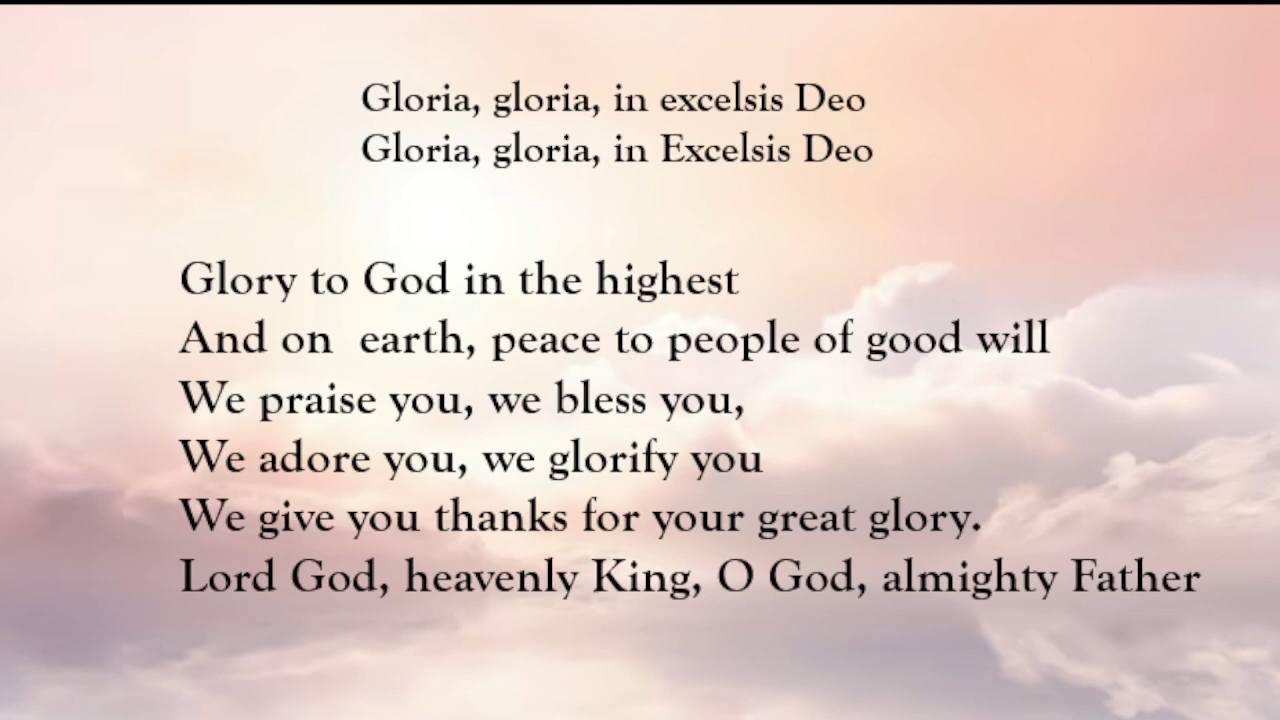 Gloria, gloria, in excelsis Deo
Gloria, gloria, in Excelsis Deo
Glory to God in the highest
And on  earth, peace to people of good will
We praise you, we bless you,
We adore you, we glorify you
We give you thanks for your great glory.
Lord God, heavenly King, O God, almighty Father